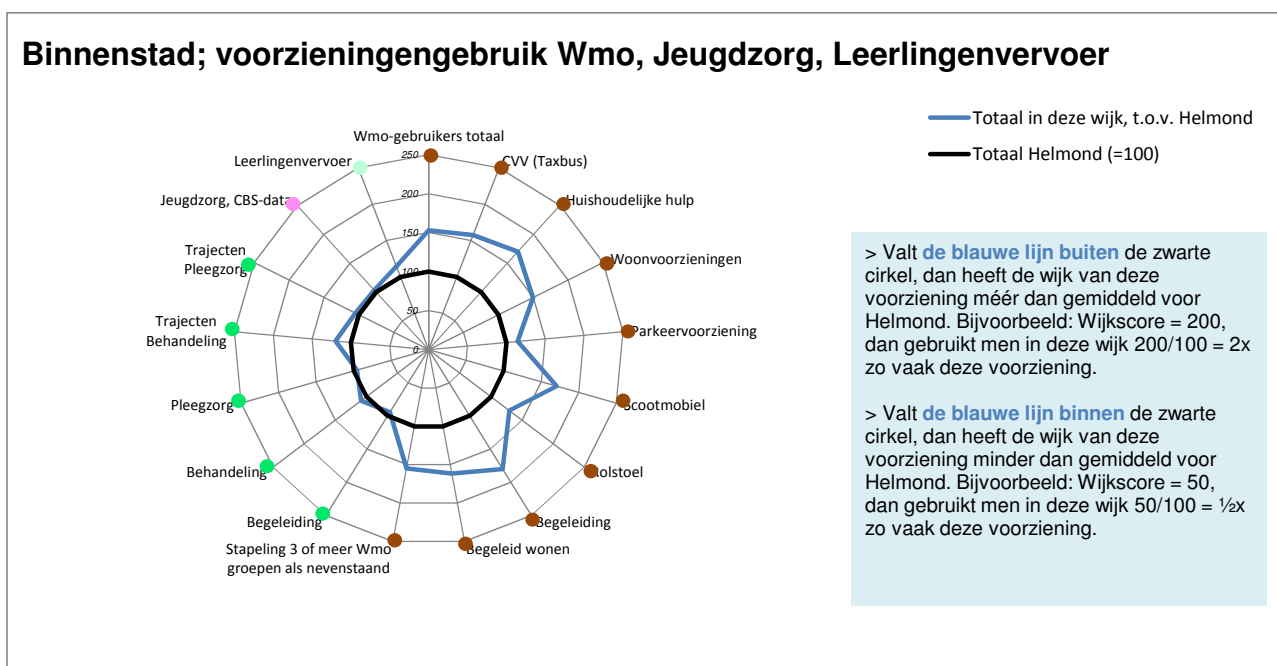 Binnenstad; voorzieningengebruik Wmo, Jeugdzorg, Leerlingenvervoer
Totaal in deze wijk, t.o.v. Helmond
Totaal Helmond (=100)
Wmo-gebruikers totaal
CVV (Taxbus)
Huishoudelijke hulp
Woonvoorzieningen
Parkeervoorziening
Scootmobiel
Rolstoel
Begeleiding
Begeleid wonen
Stapeling 3 of meer Wmo
groepen als nevenstaand
Begeleiding
Behandeling
Pleegzorg
Trajecten
Behandeling
Trajecten
Pleegzorg
Jeugdzorg, CBS-data
Leerlingenvervoer
250
200
150
100
50
0
> Valt de blauwe lijn buiten de zwarte
cirkel, dan heeft de wijk van deze
voorziening méér dan gemiddeld voor
Helmond. Bijvoorbeeld: Wijkscore = 200,
dan gebruikt men in deze wijk 200/100 = 2x
zo vaak deze voorziening.
> Valt de blauwe lijn binnen de zwarte
cirkel, dan heeft de wijk van deze
voorziening minder dan gemiddeld voor
Helmond. Bijvoorbeeld: Wijkscore = 50,
dan gebruikt men in deze wijk 50/100 = ½x
zo vaak deze voorziening.